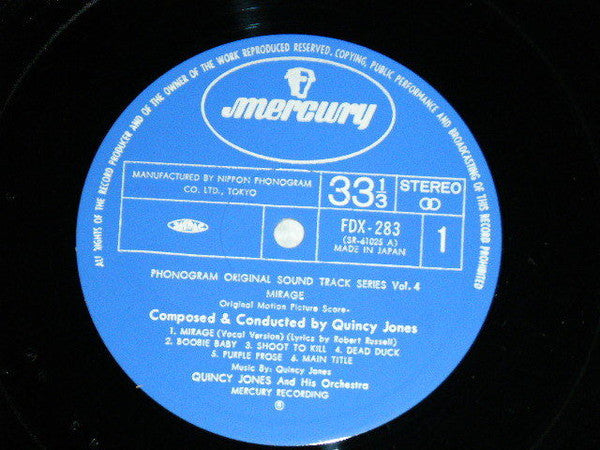 ALL RIGHTS OF THE RECORD PRODUCER AND OF THE OWNER OF THE WORK REPRODUCED RESERVED. COPYING, PUBLIC PERFORMANCE AND BROADCASTING OF THIS RECORD PROHIBITED
mercury
MANUFACTURED BY NIPPON PHONOGRAM
CO. LTD., TOKYO
33 1/3
STEREO
FDX-283
(SR-61025 A)
MADE IN JAPAN
1
PHONOGRAM ORIGINAL SOUND TRACK SERIES Vol. 4
MIRAGE
Original Motion Picture Score
Composed & Conducted by Quincy Jones
1. MIRAGE (Vocal Version) (Lyrics by Robert Russell)
2. BOOBIE BABY 3. SHOOT TO KILL 4. DEAD DUCK
5. PURPLE PROSE 6. MAIN TITLE
Music By: Quincy Jones
QUINCY JONES And His Orchestra
MERCURY RECORDING
Ⓟ